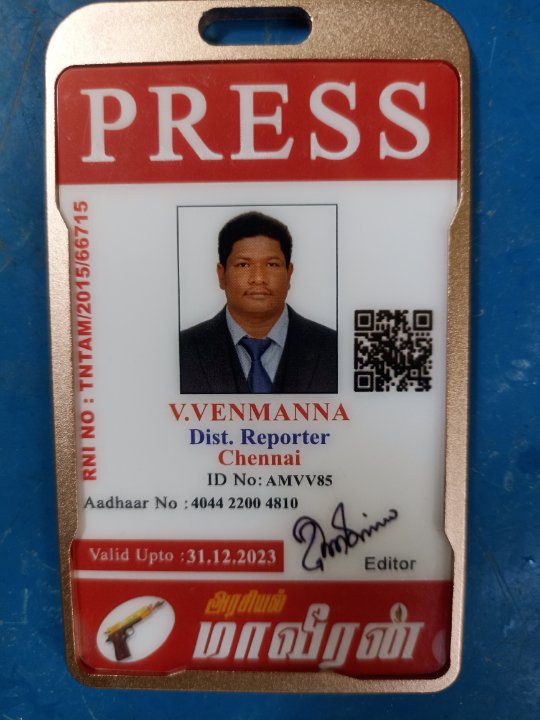 PRESS
RNI NO : TNTAM/2015/66715
V.VENMANNA
Dist. Reporter
Chennai
ID No: AMVV85
Aadhaar No : 4044 2200 4810
Valid Upto : 31.12.2023
Editor
அரசியல்
மாவீரன்